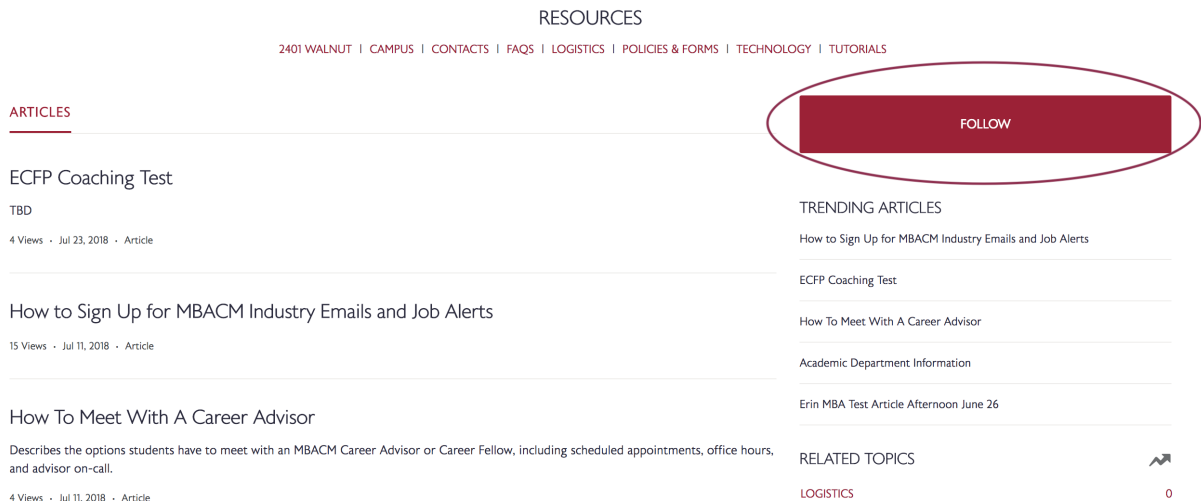 RESOURCES
2401 WALNUT | CAMPUS | CONTACTS | FAQS | LOGISTICS | POLICIES & FORMS | TECHNOLOGY | TUTORIALS
ARTICLES
ECFP Coaching Test
TBD
4 Views · Jul 23, 2018 · Article
How to Sign Up for MBACM Industry Emails and Job Alerts
15 Views · Jul 11, 2018 · Article
How To Meet With A Career Advisor
Describes the options students have to meet with an MBACM Career Advisor or Career Fellow, including scheduled appointments, office hours,
and advisor on-call.
4 Views · Jul 11, 2018 · Article
FOLLOW
TRENDING ARTICLES
How to Sign Up for MBACM Industry Emails and Job Alerts
ECFP Coaching Test
How To Meet With A Career Advisor
Academic Department Information
Erin MBA Test Article Afternoon June 26
RELATED TOPICS
LOGISTICS 0